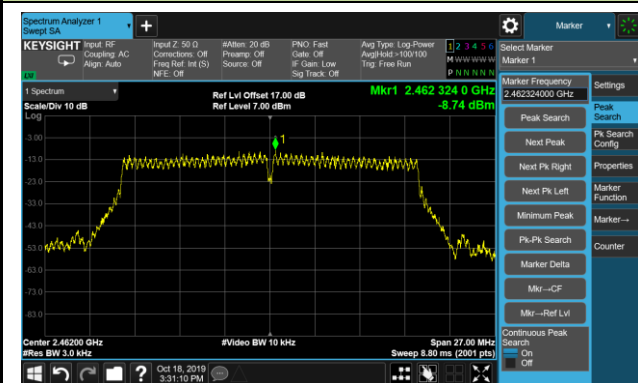 Spectrum Analyzer 1
Swept SA
Marker
KEYSIGHT
Input: RF
Coupling: AC
Align: Auto
Input Z: 50 Ω
Corrections: Off
Freq Ref: Int (S)
NFE: Off
#Atten: 20 dB
Preamp: Off
Source: Off
PNO: Fast
Gate: Off
IF Gain: Low
Sig Track: Off
Avg Type: Log-Power
Avg|Hold:>100/100
Trig: Free Run
1 2 3 4 5 6
M W W W W W
P N N N N N
LXI
Select Marker
Marker 1
Marker Frequency
2.462324000 GHz
Settings
Peak Search
Next Peak
Next Pk Right
Next Pk Left
Minimum Peak
Pk-Pk Search
Marker Delta
Mkr→CF
Mkr→Ref Lvl
Continuous Peak
Search
On
Off
Peak
Search
Pk Search
Config
Properties
Marker
Function
Marker→
Counter
1 Spectrum
Scale/Div 10 dB
Log
Ref Lvl Offset 17.00 dB
Ref Level 7.00 dBm
Mkr1 2.462 324 0 GHz
-8.74 dBm
1
-3.00
-13.0
-23.0
-33.0
-43.0
-53.0
-63.0
-73.0
-83.0
Center 2.46200 GHz
#Res BW 3.0 kHz
#Video BW 10 kHz
Span 27.00 MHz
Sweep 8.80 ms (2001 pts)
?
Oct 18, 2019
3:31:10 PM